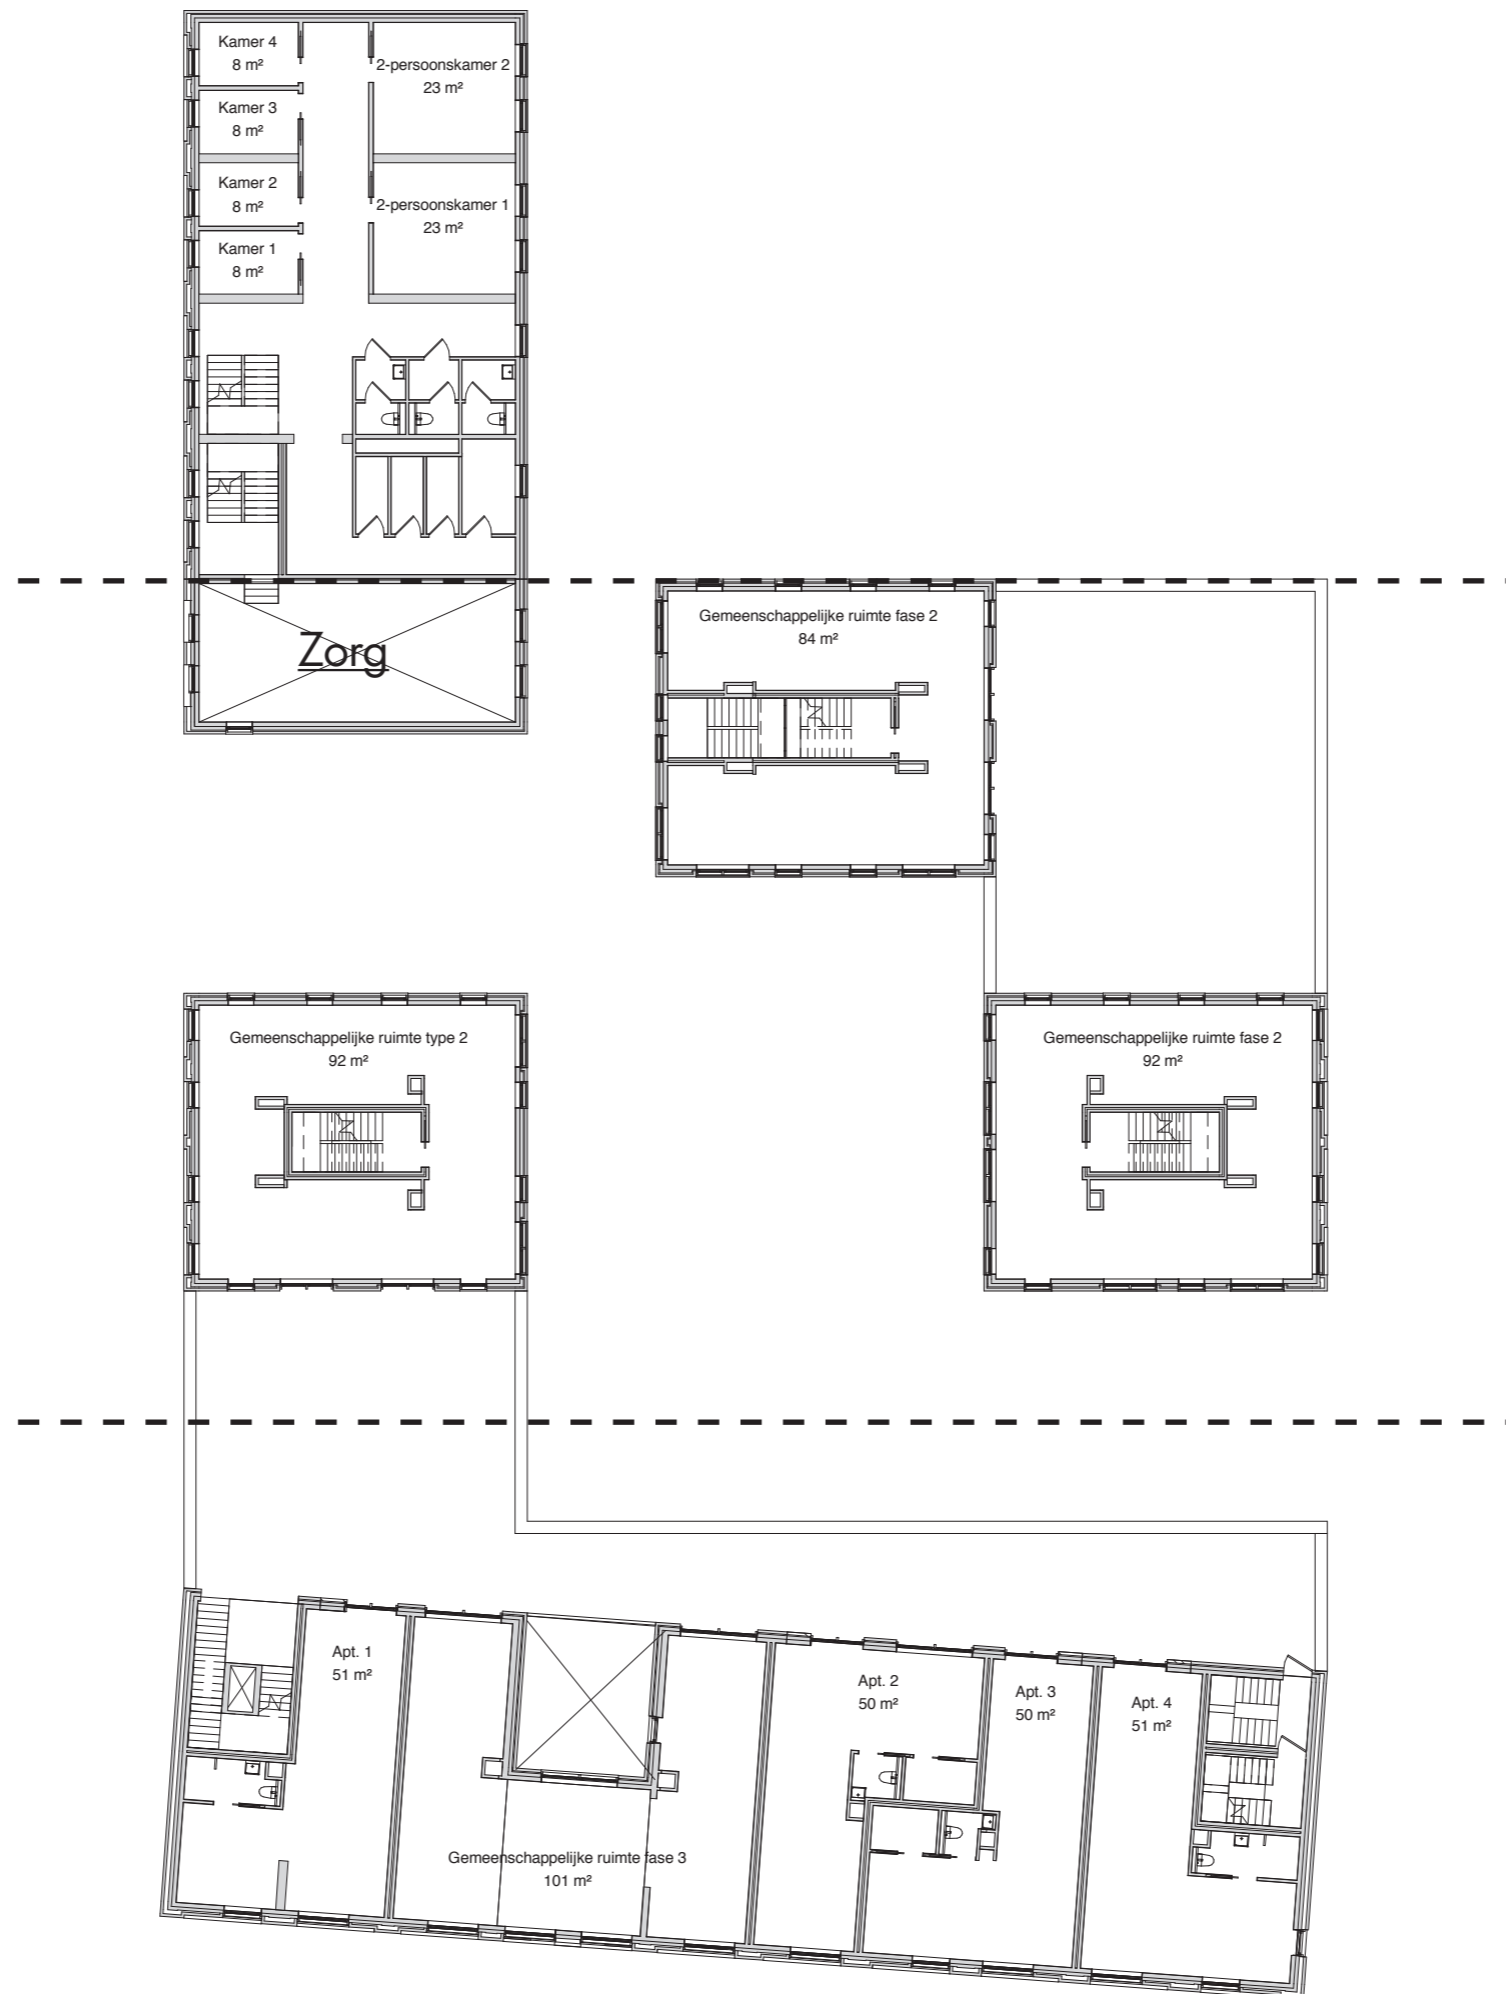 Kamer 4
8 m²
2-persoonskamer 2
23 m²
Kamer 3
8 m²
Kamer 2
8 m²
2-persoonskamer 1
23 m²
Kamer 1
8 m²
Zorg
Gemeenschappelijke ruimte fase 2
84 m²
Gemeenschappelijke ruimte type 2
92 m²
Gemeenschappelijke ruimte fase 2
92 m²
Apt. 1
51 m²
Apt. 2
50 m²
Apt. 3
50 m²
Apt. 4
51 m²
Gemeenschappelijke ruimte fase 3
101 m²